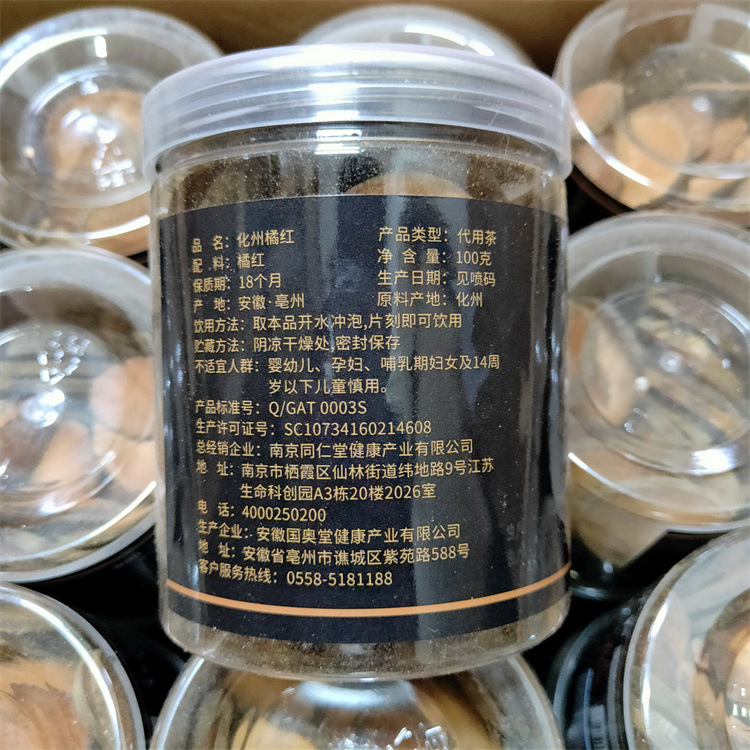 品 名：化州橘红 产品类型：代用茶
配 料：橘红 净 含 量：100克
保质期：18个月 生产日期：见喷码
产 地：安徽·亳州 原料产地：化州
饮用方法：取本品开水冲泡,片刻即可饮用
贮藏方法：阴凉干燥处,密封保存
不适宜人群：婴幼儿、孕妇、哺乳期妇女及14周
岁以下儿童慎用。
产品标准号：Q/GAT 0003S
生产许可证号：SC10734160214608
总经销企业：南京同仁堂健康产业有限公司
地 址：南京市栖霞区仙林街道纬地路9号江苏
生命科创园A3栋20楼2026室
电 话：4000250200
生产企业：安徽国奥堂健康产业有限公司
地 址：安徽省亳州市谯城区紫苑路588号
客户服务热线：0558-5181188